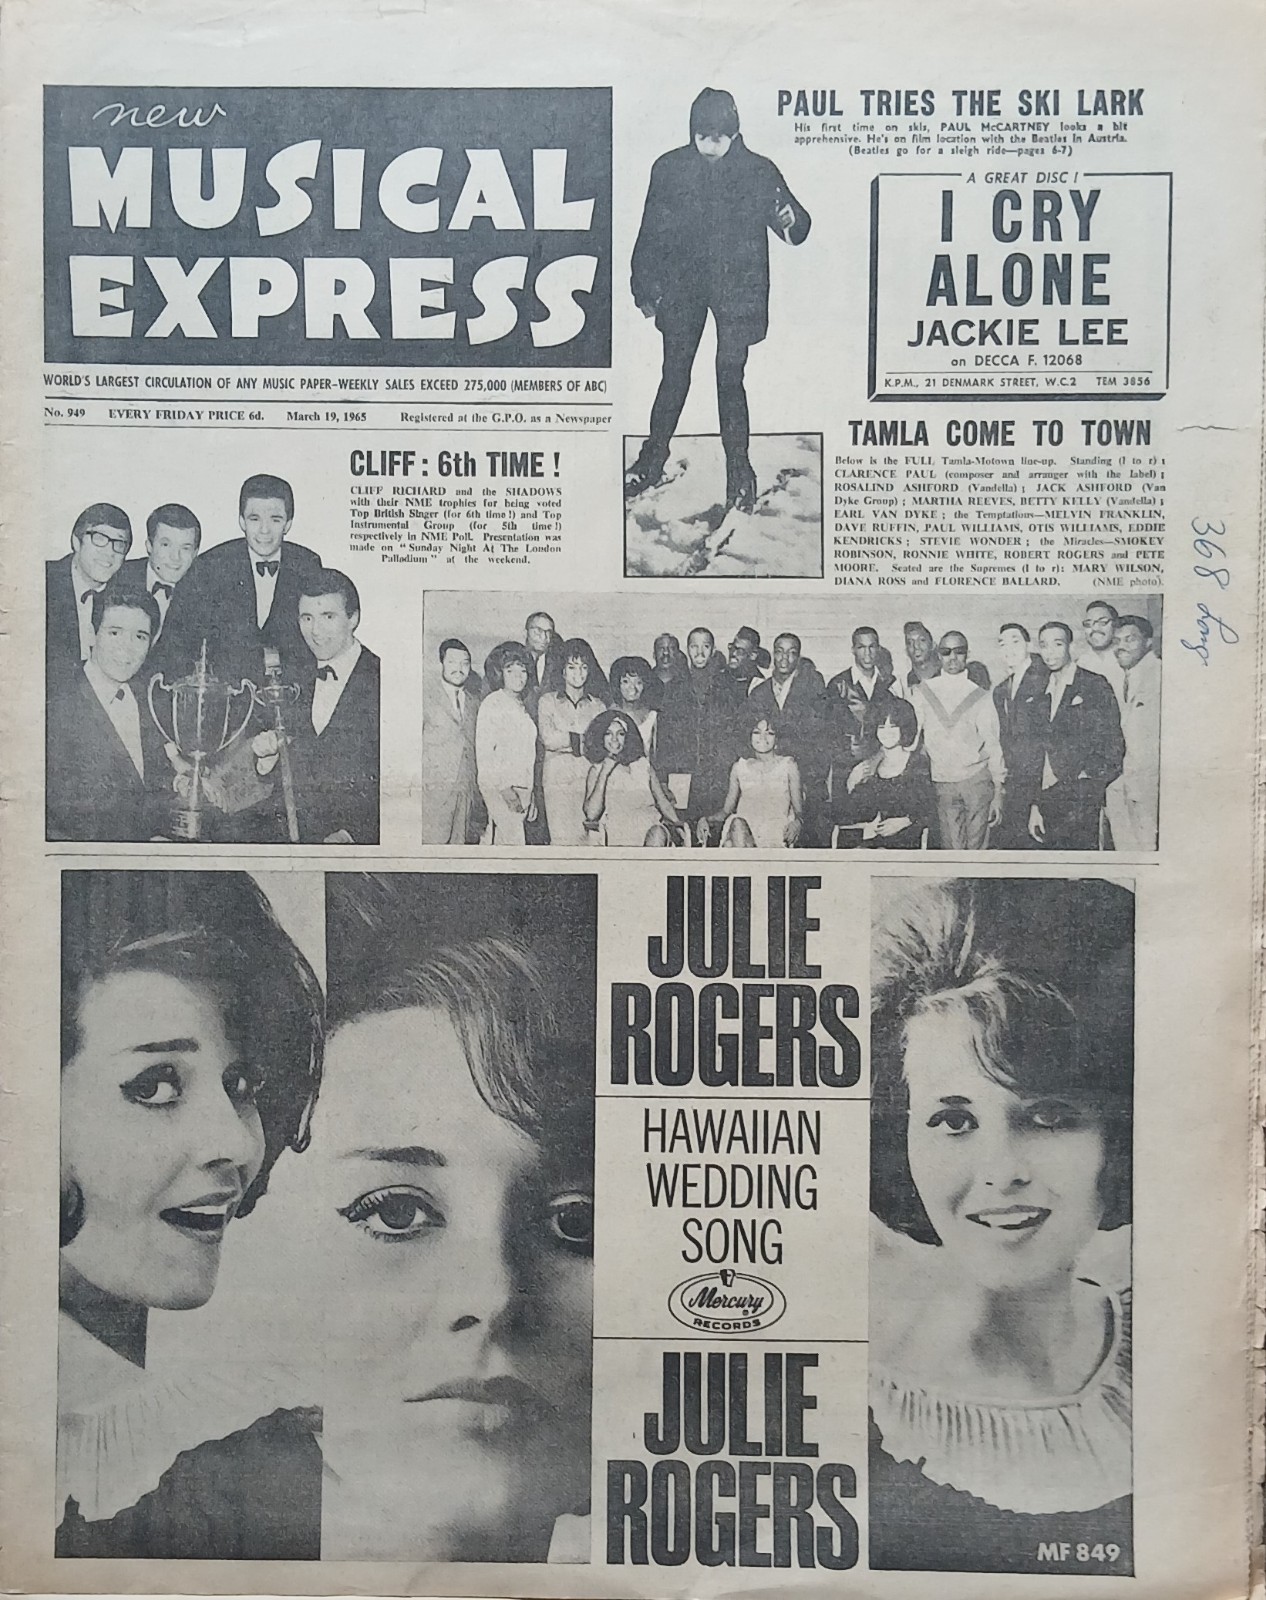 new
MUSICAL
EXPRESS
WORLD'S LARGEST CIRCULATION OF ANY MUSIC PAPER-WEEKLY SALES EXCEED 275,000 (MEMBERS OF ABC)
No. 949 EVERY FRIDAY PRICE 6d. March 19, 1965 Registered at the G.P.O. as a Newspaper
PAUL TRIES THE SKI LARK
His first time on skis, PAUL McCARTNEY looks a bit
apprehensive. He's on film location with the Beatles in Austria.
(Beatles go for a sleigh ride—pages 6-7)
A GREAT DISC !
I CRY
ALONE
JACKIE LEE
on DECCA F. 12068
K.P.M., 21 DENMARK STREET, W.C.2 TEM 3856
CLIFF : 6th TIME !
CLIFF RICHARD and the SHADOWS
with their NME trophies for being voted
Top British Singer (for 6th time !) and Top
Instrumental Group (for 5th time !)
respectively in NME Poll. Presentation was
made on " Sunday Night At The London
Palladium " at the weekend.
TAMLA COME TO TOWN
Below is the FULL Tamla-Motown line-up. Standing (l to r) :
CLARENCE PAUL (composer and arranger with the label) ;
ROSALIND ASHFORD (Vandella) ; JACK ASHFORD (Van
Dyke Group) ; MARTHA REEVES, BETTY KELLY (Vandella) ;
EARL VAN DYKE ; the Temptations—MELVIN FRANKLIN,
DAVE RUFFIN, PAUL WILLIAMS, OTIS WILLIAMS, EDDIE
KENDRICKS ; STEVIE WONDER ; the Miracles—SMOKEY
ROBINSON, RONNIE WHITE, ROBERT ROGERS and PETE
MOORE. Seated are the Supremes (l to r): MARY WILSON,
DIANA ROSS and FLORENCE BALLARD. (NME photo).
368 Long
JULIE
ROGERS
HAWAIIAN
WEDDING
SONG
Mercury
RECORDS
JULIE
ROGERS
MF 849